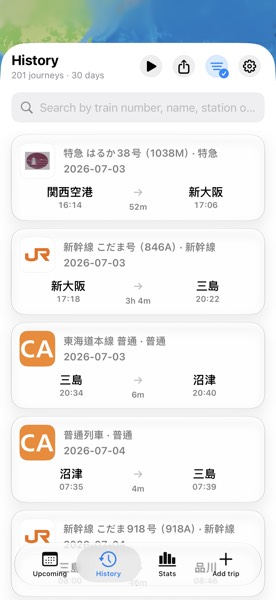 History
201 journeys · 30 days
Search by train number, name, station o...
特急 はるか38号 (1038M) · 特急
2026-07-03
関西空港 → 新大阪
16:14 52m 17:06
JR
新幹線 こだま号 (846A) · 新幹線
2026-07-03
新大阪 → 三島
17:18 3h 4m 20:22
CA
東海道本線 普通 · 普通
2026-07-03
三島 → 沼津
20:34 6m 20:40
CA
普通列車 · 普通
2026-07-04
沼津 → 三島
07:35 4m 07:39
JR
新幹線 こだま918号 (918A) · 新幹線
三島 品川
Upcoming History Stats Add trip